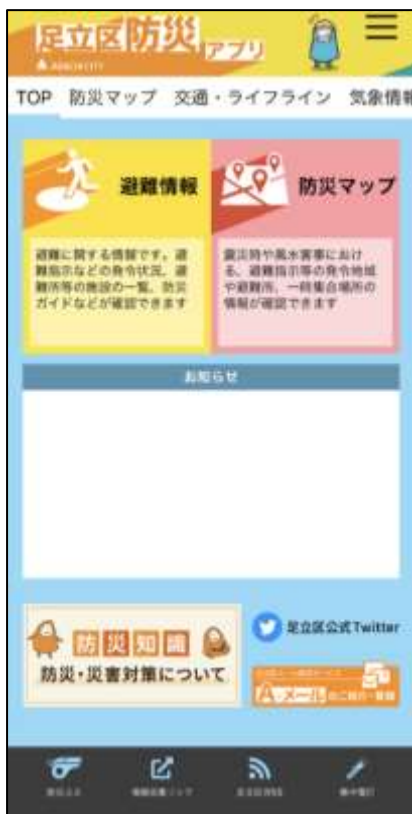 足立区防災アプリ
ADACHI CITY
TOP 防災マップ 交通・ライフライン 気象情報
避難情報
避難に関する情報です。避
難指示などの発令状況、避
難所等の施設の一覧、防災
ガイドなどが確認できます
防災マップ
震災時や風水害事におけ
る、避難指示等の発令地域
や避難所、一時集合場所の
情報が確認できます
お知らせ
防災知識
防災・災害対策について
足立区公式Twitter
A-メール